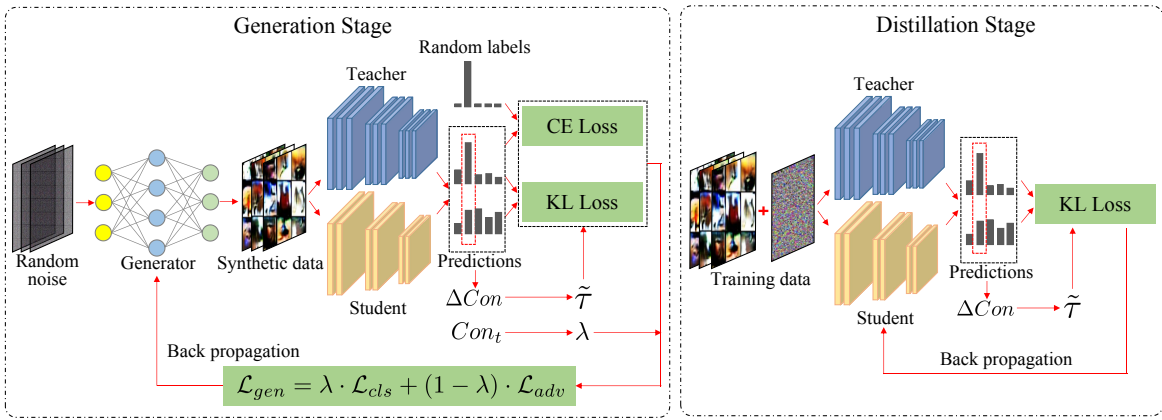 Generation Stage
Random labels
Teacher
CE Loss
KL Loss
Random
noise
Generator
Synthetic data
Predictions
Student
ΔCon
τ̃
Con_t
λ
Back propagation
ℒ_gen = λ · ℒ_cls + (1 − λ) · ℒ_adv
Distillation Stage
Teacher
+
KL Loss
Training data
Predictions
Student
ΔCon
τ̃
Back propagation